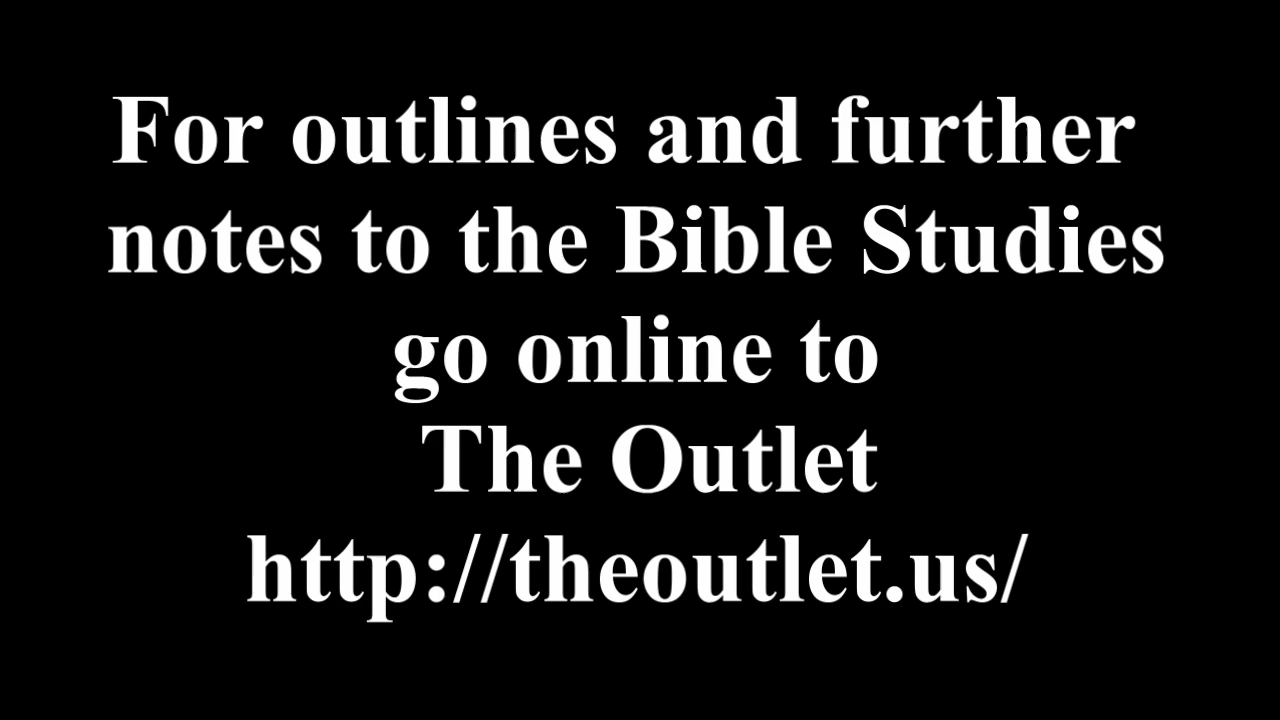 For outlines and further
notes to the Bible Studies
go online to
The Outlet
http://theoutlet.us/